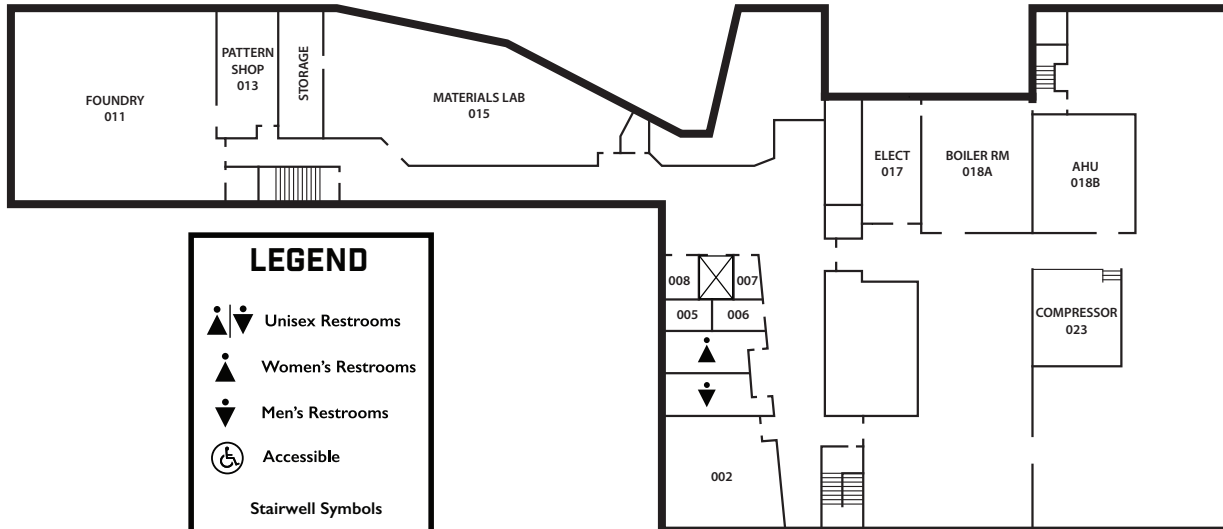 FOUNDRY
011
PATTERN
SHOP
013
STORAGE
MATERIALS LAB
015
ELECT
017
BOILER RM
018A
AHU
018B
008
007
005
006
COMPRESSOR
023
002
LEGEND
Unisex Restrooms
Women's Restrooms
Men's Restrooms
Accessible
Stairwell Symbols